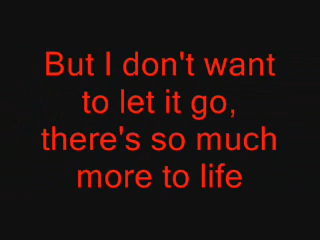 But I don't want
to let it go,
there's so much
more to life